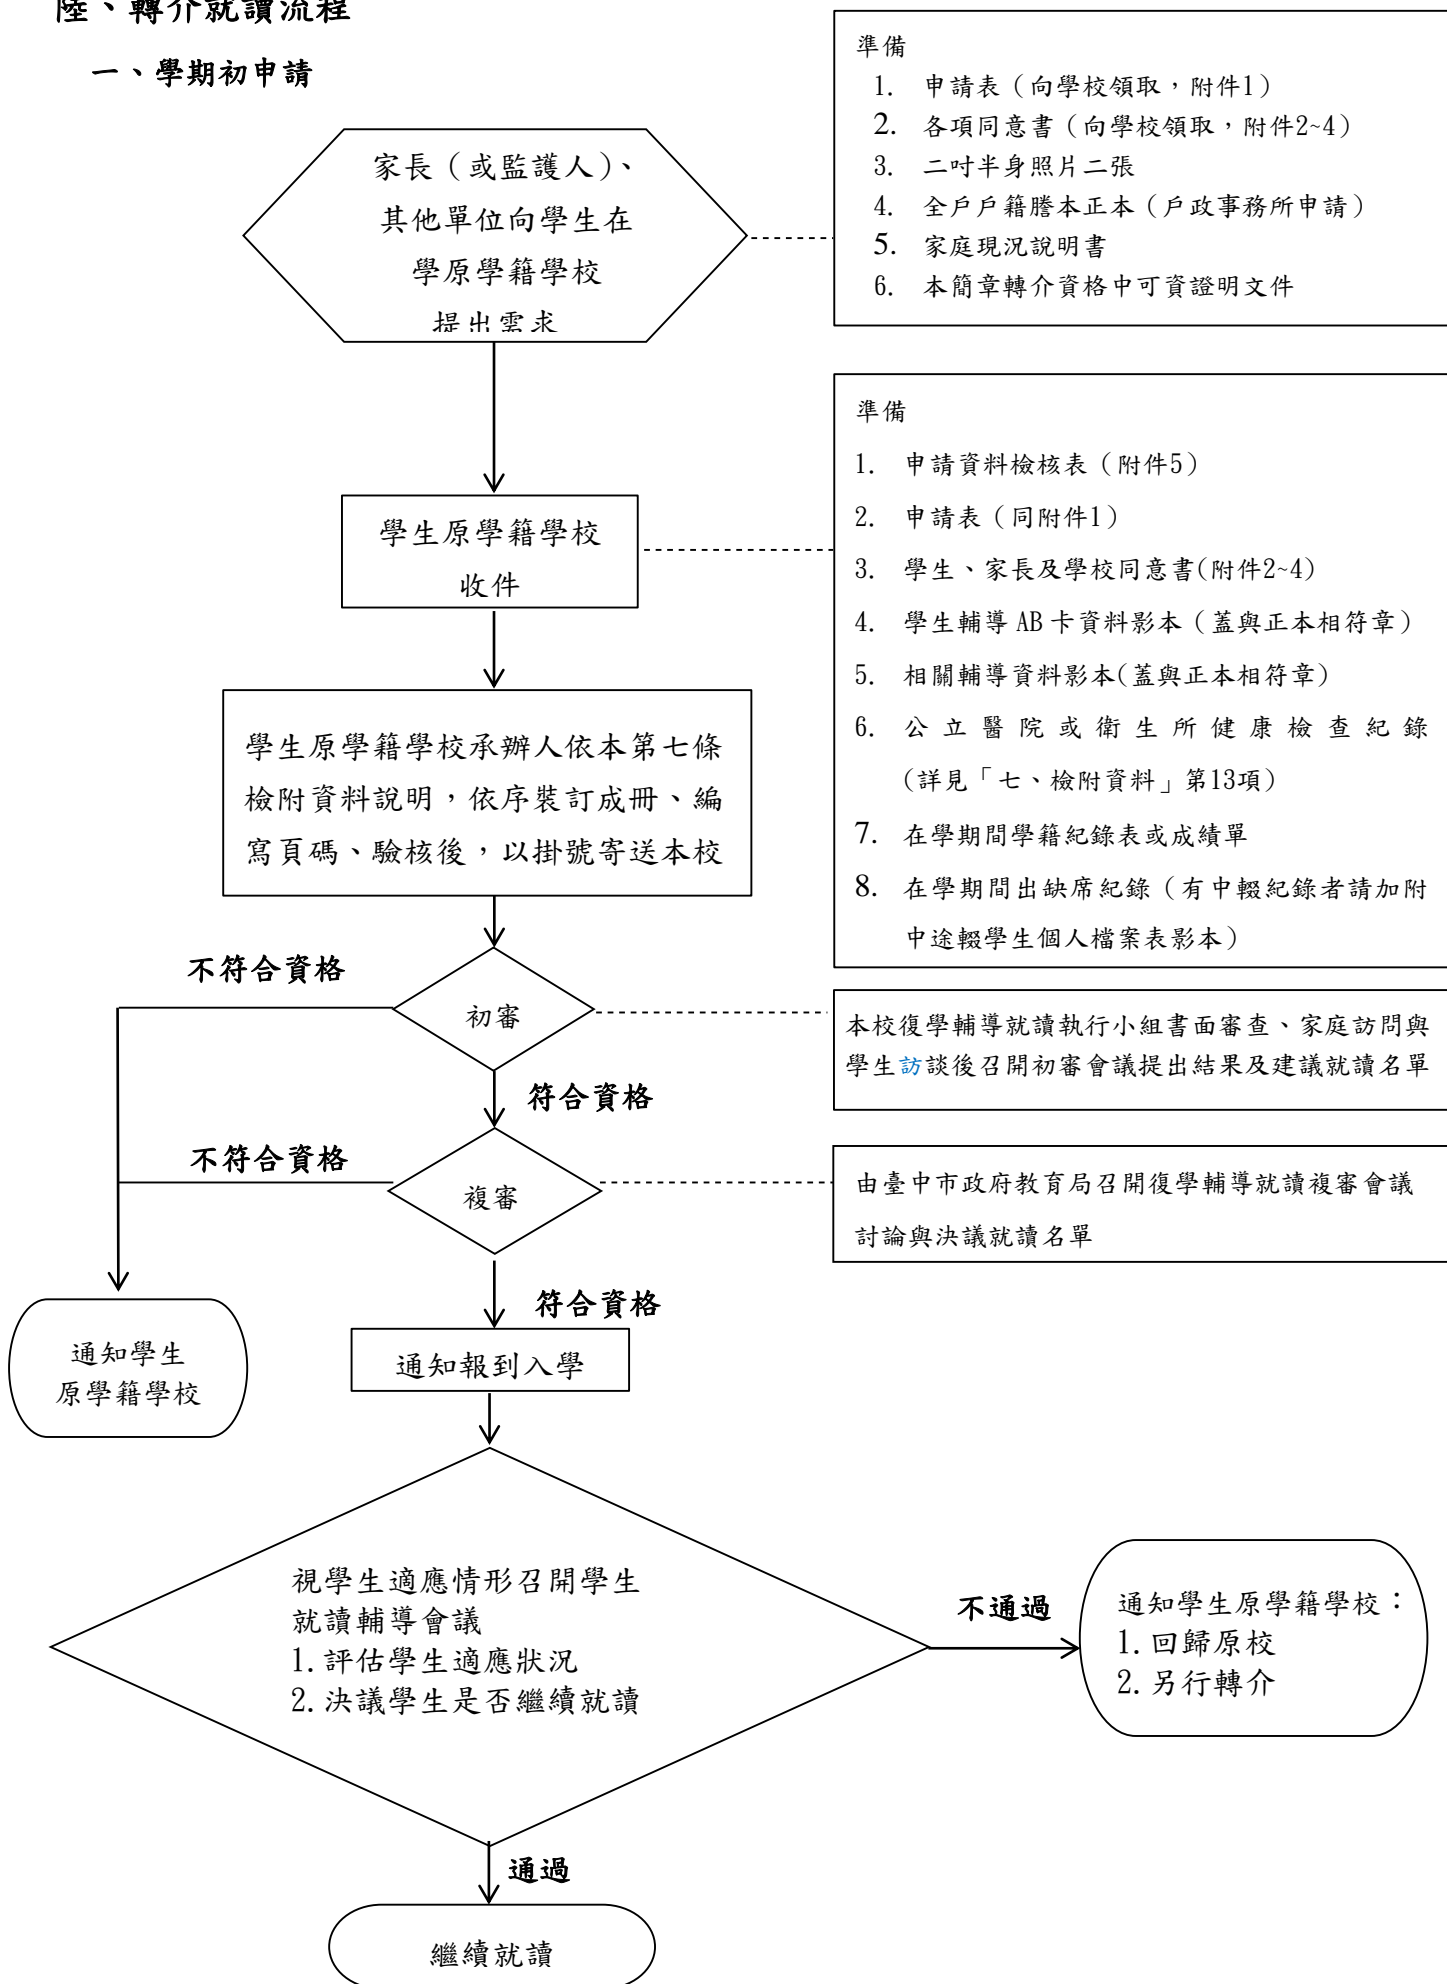 陸、轉介就讀流程
一、學期初申請
家長（或監護人）、
其他單位向學生在
學原學籍學校
提出需求
準備
1. 申請表（向學校領取，附件1）
2. 各項同意書（向學校領取，附件2~4）
3. 二吋半身照片二張
4. 全戶戶籍謄本正本（戶政事務所申請）
5. 家庭現況說明書
6. 本簡章轉介資格中可資證明文件
學生原學籍學校
收件
準備
1. 申請資料檢核表（附件5）
2. 申請表（同附件1）
3. 學生、家長及學校同意書(附件2~4)
4. 學生輔導 AB 卡資料影本（蓋與正本相符章）
5. 相關輔導資料影本(蓋與正本相符章)
6. 公立醫院或衛生所健康檢查紀錄
(詳見「七、檢附資料」第13項)
7. 在學期間學籍紀錄表或成績單
8. 在學期間出缺席紀錄（有中輟紀錄者請加附
中途輟學生個人檔案表影本）
學生原學籍學校承辦人依本第七條
檢附資料說明，依序裝訂成冊、編
寫頁碼、驗核後，以掛號寄送本校
不符合資格
初審
本校復學輔導就讀執行小組書面審查、家庭訪問與
學生訪談後召開初審會議提出結果及建議就讀名單
符合資格
不符合資格
複審
由臺中市政府教育局召開復學輔導就讀複審會議
討論與決議就讀名單
符合資格
通知學生
原學籍學校
通知報到入學
視學生適應情形召開學生
就讀輔導會議
1.評估學生適應狀況
2.決議學生是否繼續就讀
不通過
通知學生原學籍學校：
1.回歸原校
2.另行轉介
通過
繼續就讀